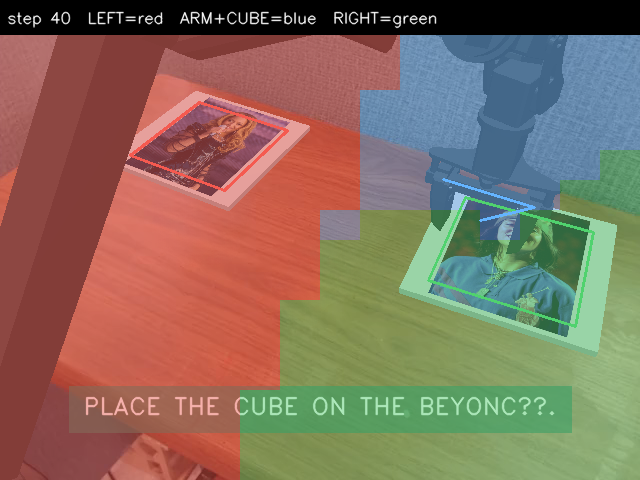 step 40 LEFT=red ARM+CUBE=blue RIGHT=green
PLACE THE CUBE ON THE BEYONC??.